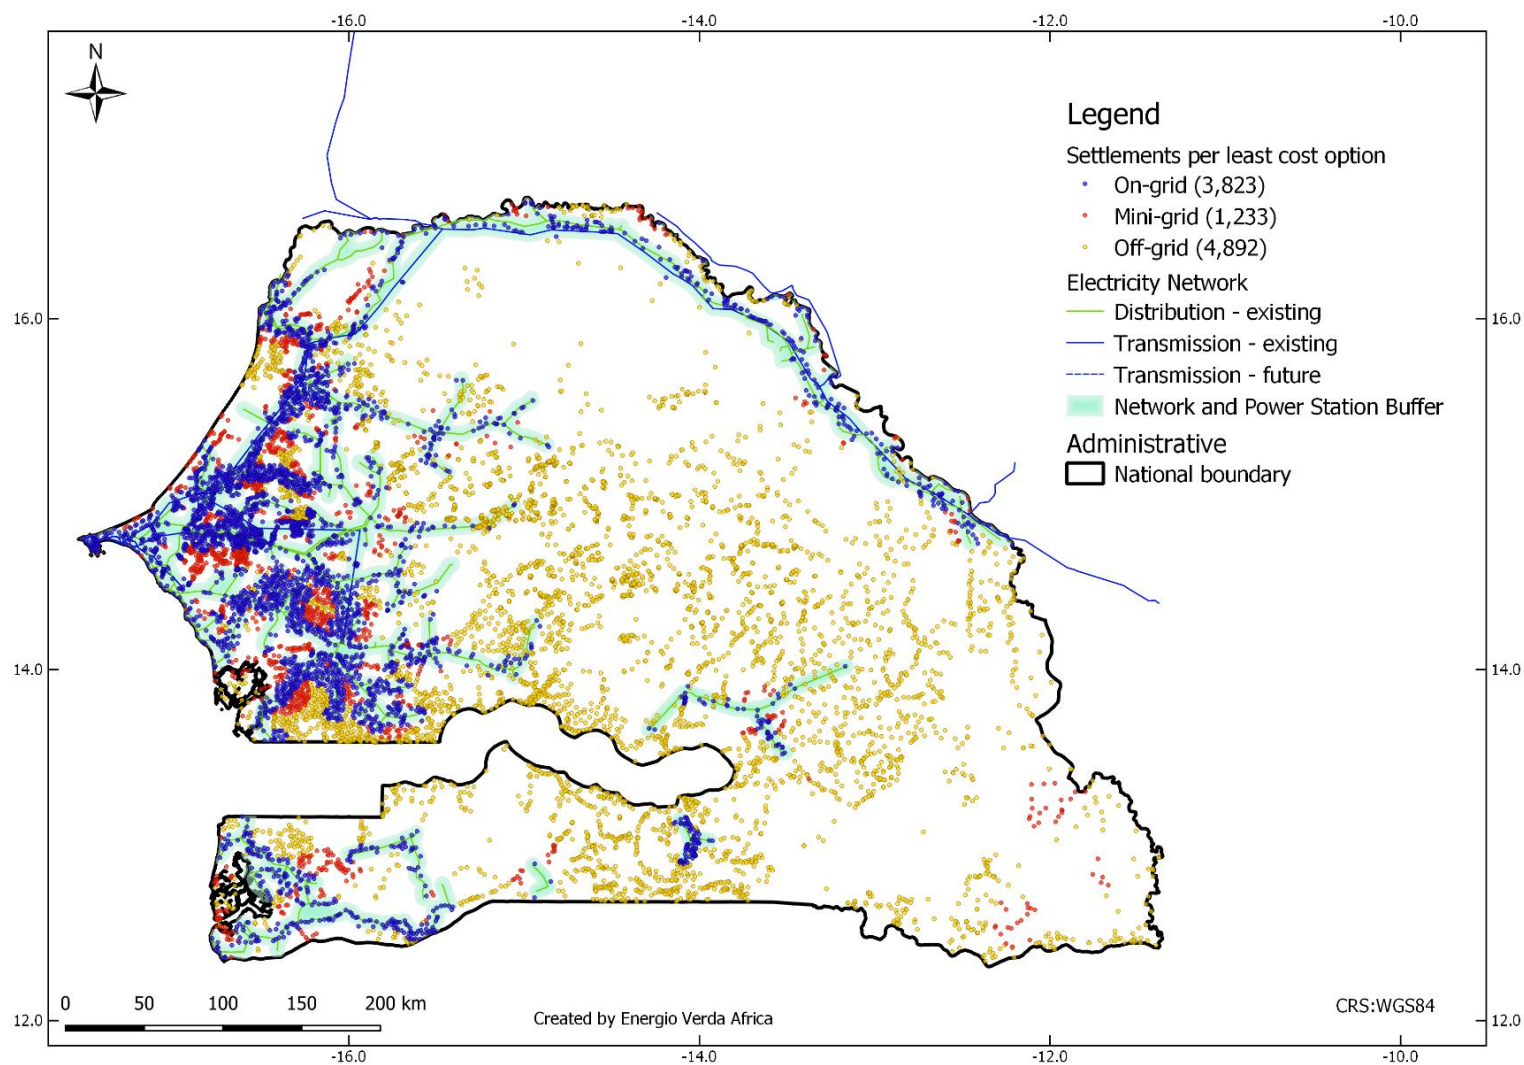 -16.0 -14.0 -12.0 -10.0
N
Legend
Settlements per least cost option
On-grid (3,823)
Mini-grid (1,233)
Off-grid (4,892)
Electricity Network
Distribution - existing
16.0 16.0
Transmission - existing
Transmission - future
Network and Power Station Buffer
Administrative
National boundary
14.0 14.0
0 50 100 150 200 km
CRS:WGS84
Created by Energio Verda Africa
12.0 12.0
-16.0 -14.0 -12.0 -10.0